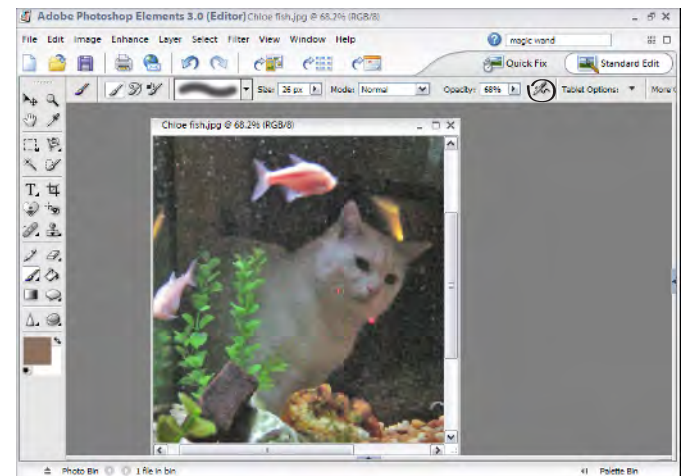 Adobe Photoshop Elements 3.0 (Editor) Chloe fish.jpg @ 68.2% (RGB/8)
File Edit Image Enhance Layer Select Filter View Window Help
magic wand
Quick Fix Standard Edit
Size: 26 px Mode: Normal Opacity: 68% Tablet Options: More
Chloe fish.jpg @ 68.2% (RGB/8)
T
Photo Bin 1 file in bin Palette Bin